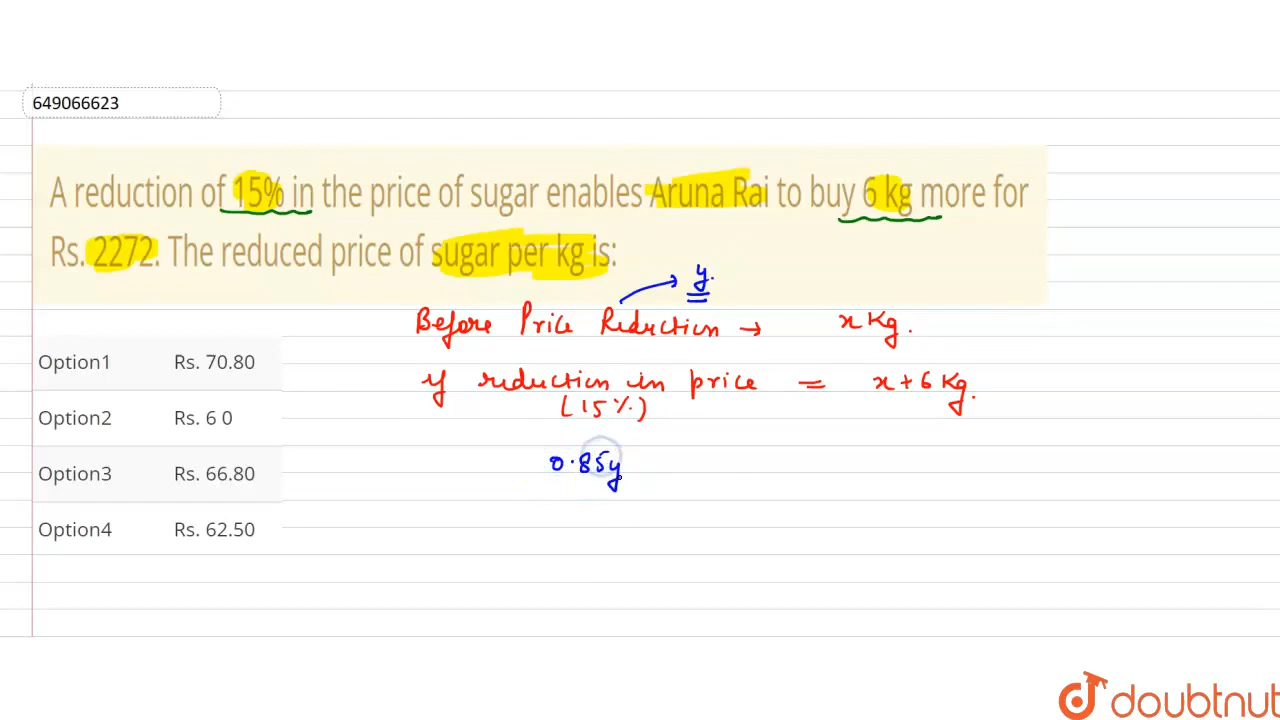 649066623
A reduction of 15% in the price of sugar enables Aruna Rai to buy 6 kg more for
Rs. 2272. The reduced price of sugar per kg is:
y.
Before Price Reduction → x Kg.
if reduction in price = x + 6 Kg.
(15%)
0.85y
Option1 Rs. 70.80
Option2 Rs. 6 0
Option3 Rs. 66.80
Option4 Rs. 62.50
doubtnut